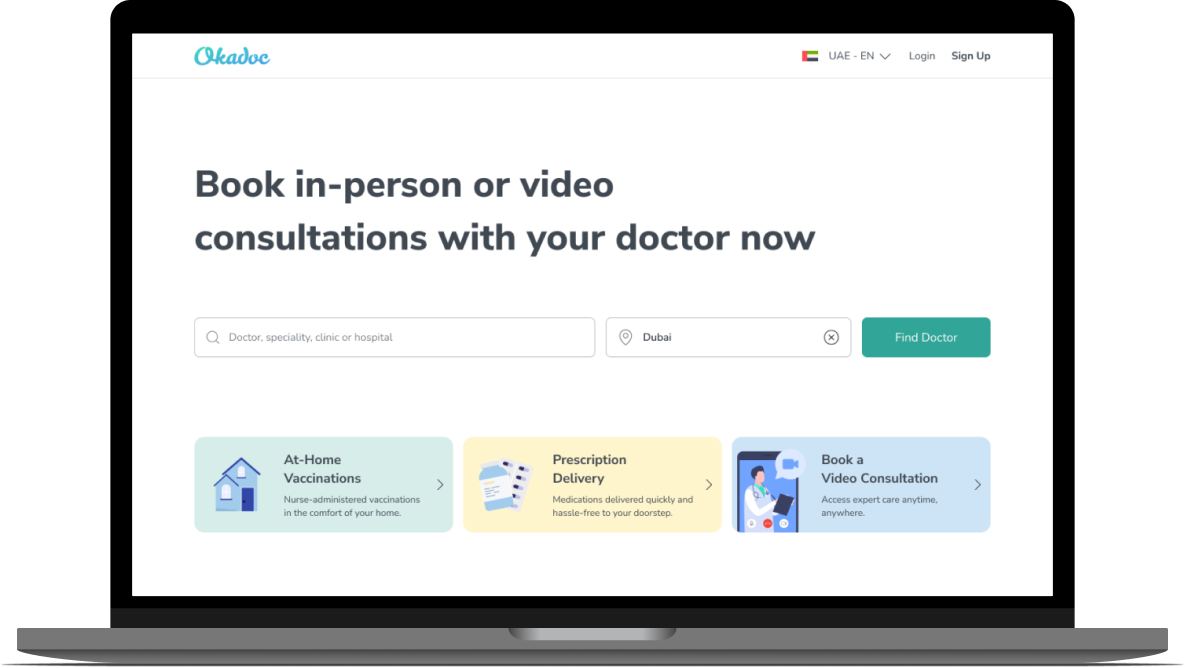 Okadoc
UAE - EN
Login
Sign Up
Book in-person or video
consultations with your doctor now
Doctor, speciality, clinic or hospital
Dubai
Find Doctor
At-Home
Vaccinations
Nurse-administered vaccinations
in the comfort of your home.
Prescription
Delivery
Medications delivered quickly and
hassle-free to your doorstep.
Book a
Video Consultation
Access expert care anytime,
anywhere.